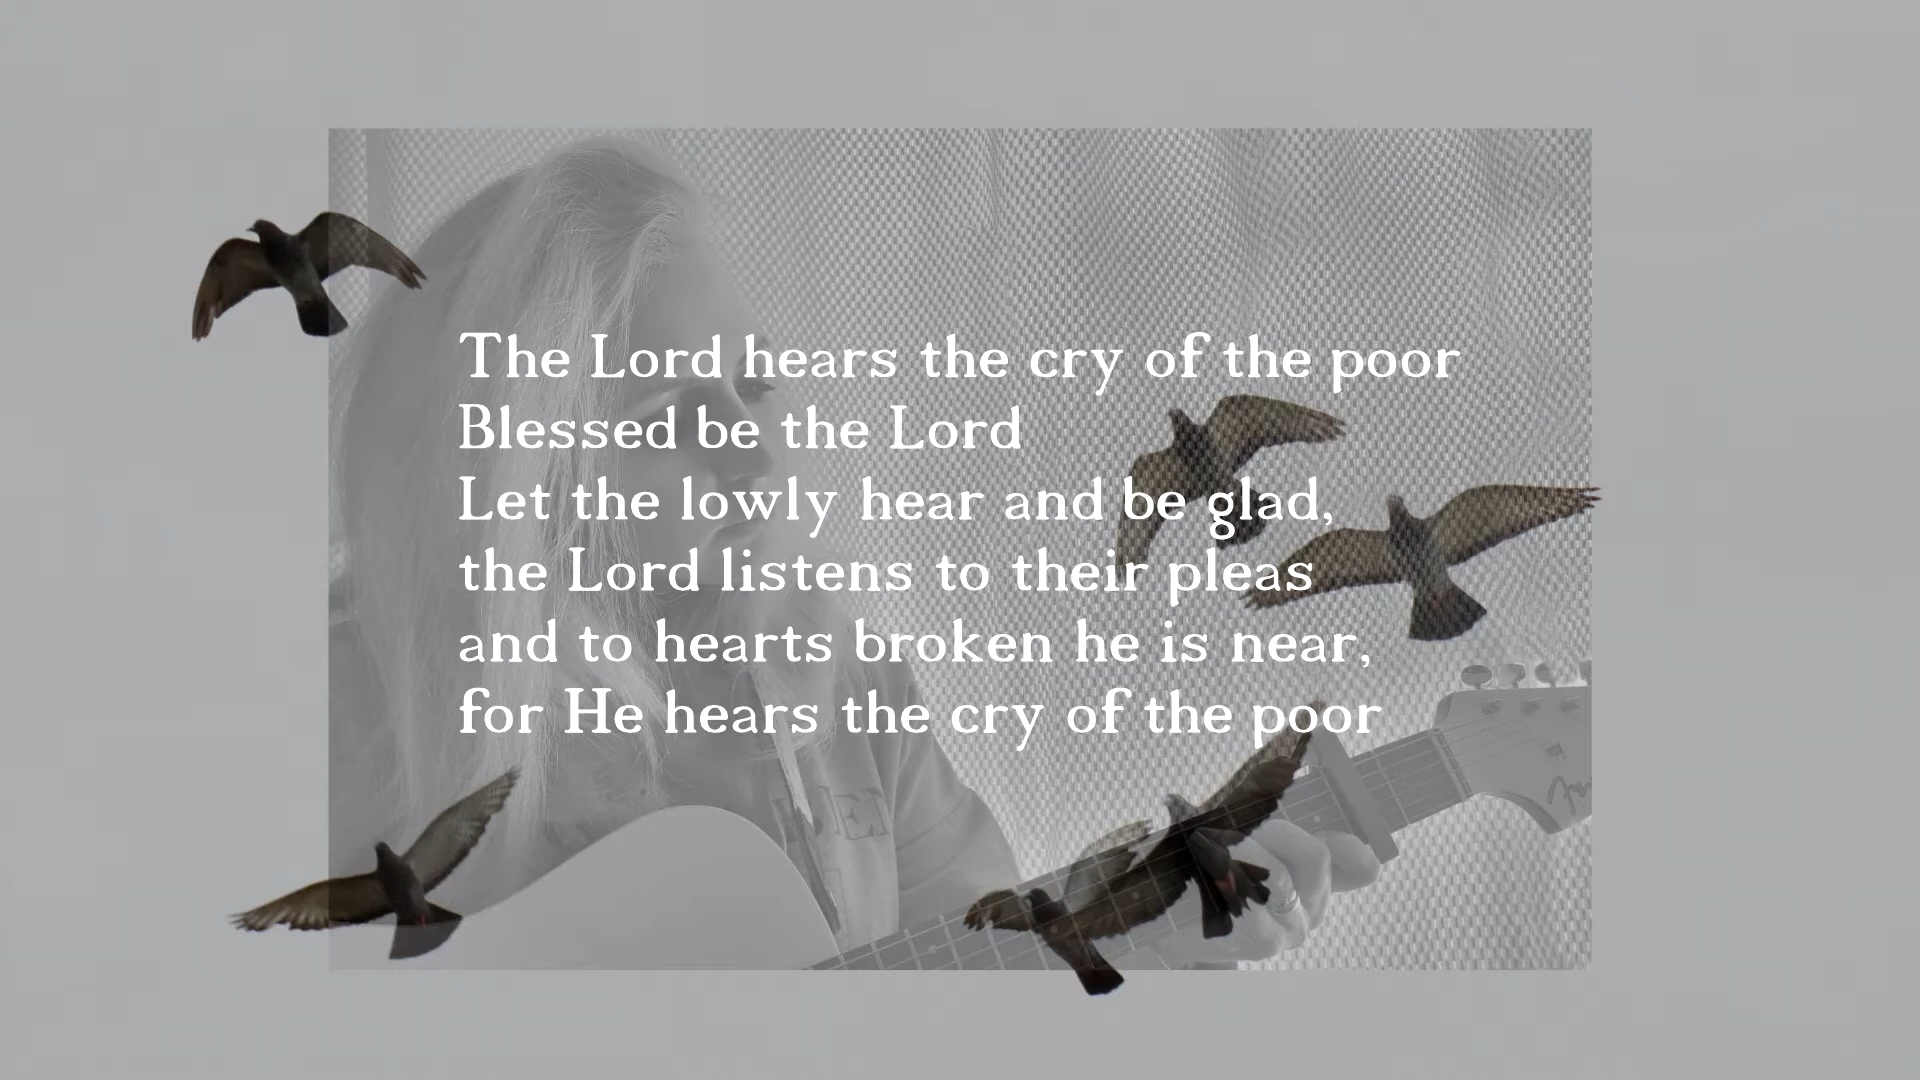 The Lord hears the cry of the poor
Blessed be the Lord
Let the lowly hear and be glad,
the Lord listens to their pleas
and to hearts broken he is near,
for He hears the cry of the poor